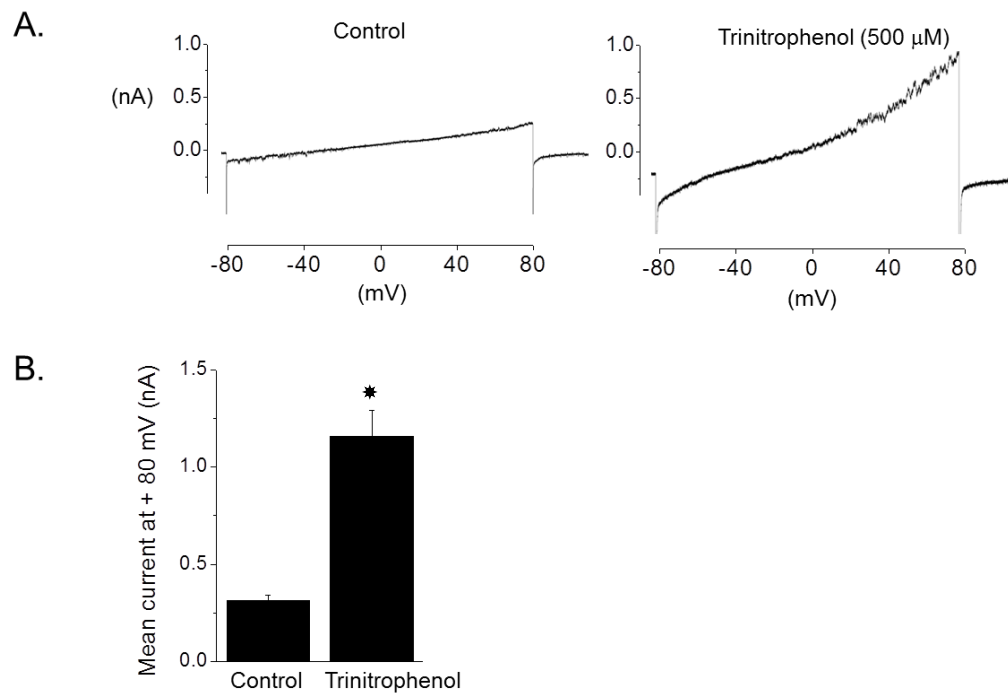 A.
Control
Trinitrophenol (500 μM)
(nA)
1.0
0.5
0.0
1.0
0.5
0.0
-80 -40 0 40 80
(mV)
-80 -40 0 40 80
(mV)
B.
Mean current at + 80 mV (nA)
1.5
1.0
0.5
0.0
Control Trinitrophenol